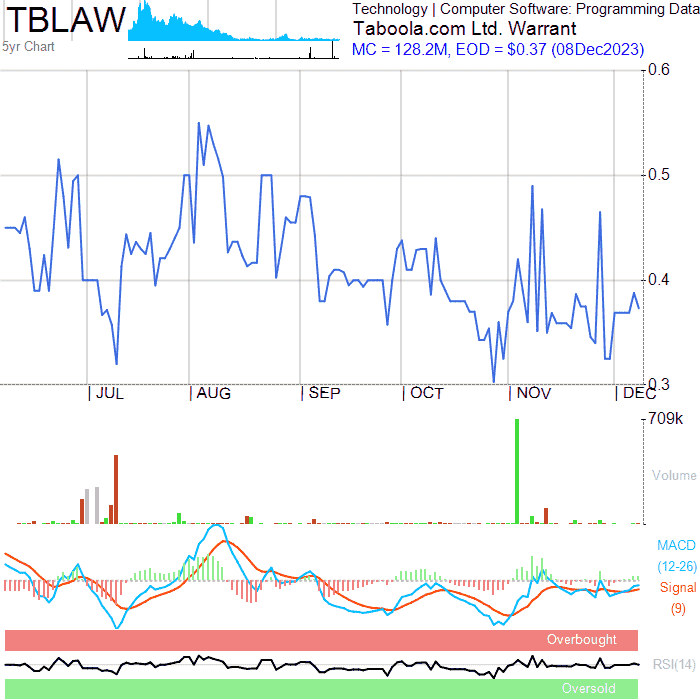 TBLAW
5yr Chart
Technology | Computer Software: Programming Data
Taboola.com Ltd. Warrant
MC = 128.2M, EOD = $0.37 (08Dec2023)
0.6
0.5
0.4
0.3
JUL
AUG
SEP
OCT
NOV
DEC
709k
Volume
MACD
(12-26)
Signal
(9)
Overbought
RSI(14)
Oversold